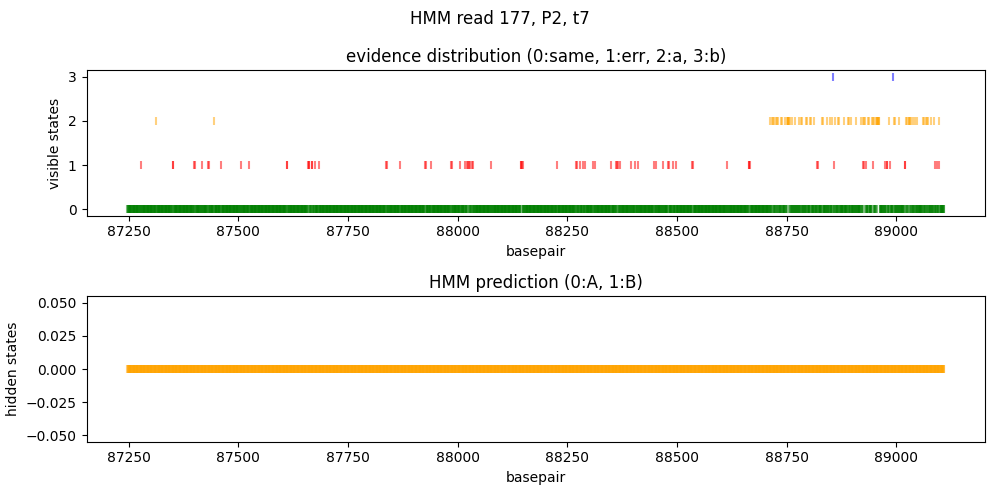 HMM read 177, P2, t7
evidence distribution (0:same, 1:err, 2:a, 3:b)
visible states
3
2
1
0
87250 87500 87750 88000 88250 88500 88750 89000
basepair
HMM prediction (0:A, 1:B)
hidden states
0.050
0.025
0.000
−0.025
−0.050
87250 87500 87750 88000 88250 88500 88750 89000
basepair